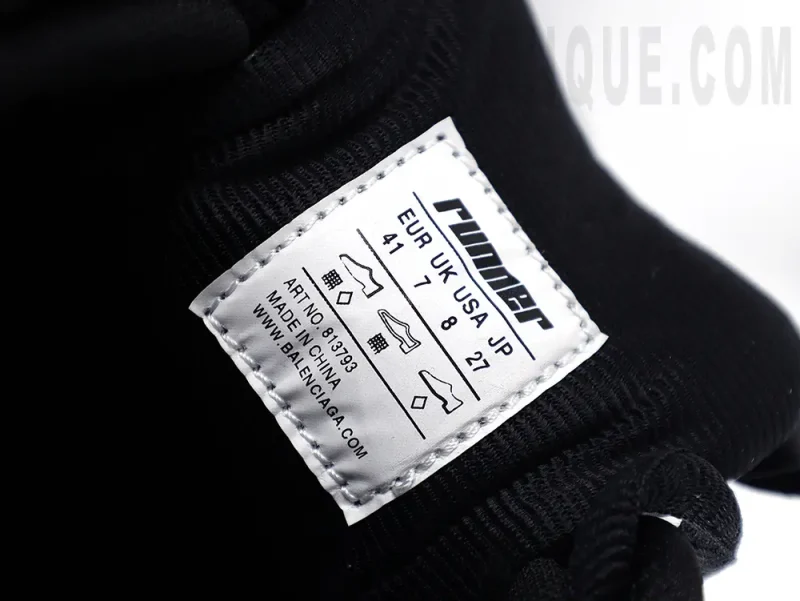 QUE.COM
runner
EUR UK USA JP
41 7 8 27
ART NO. 813793
MADE IN CHINA
WWW.BALENCIAGA.COM